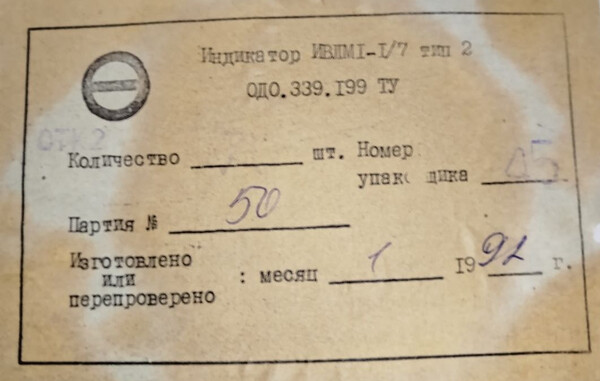 Индикатор ИВЛМ1-1/7 тип 2
ОДО.339.199 ТУ
ОТК 2
Количество шт. Номер
упаковщика 45
Партия № 50
Изготовлено
или : месяц 1 1992 г.
перепроверено